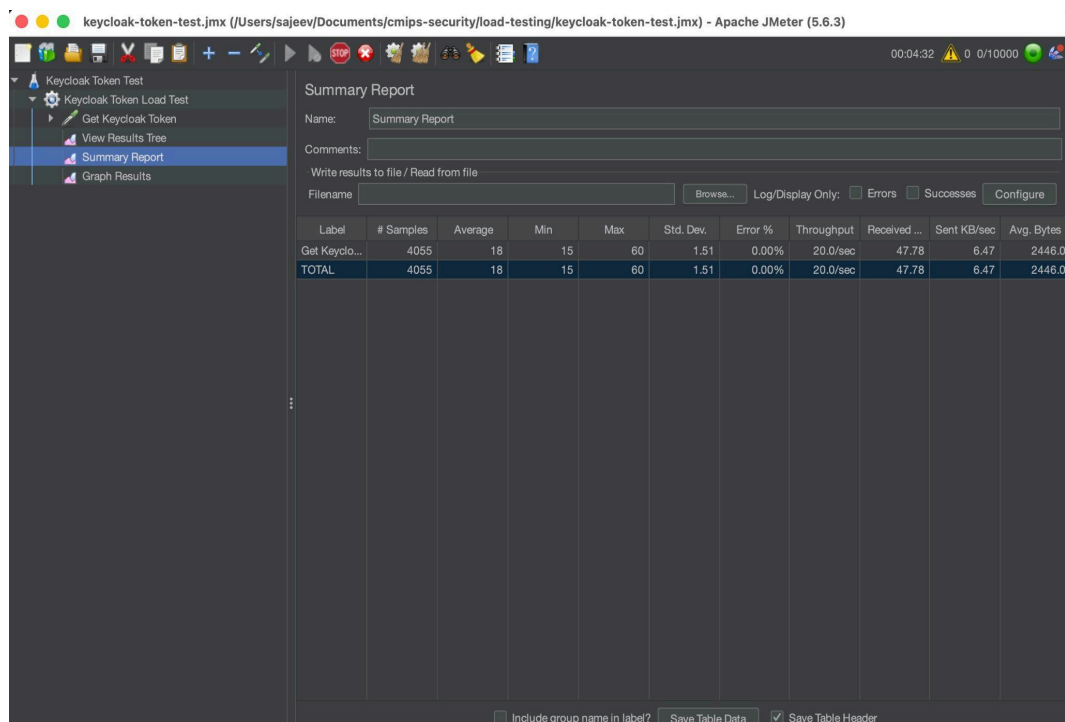 keycloak-token-test.jmx (/Users/sajeev/Documents/cmips-security/load-testing/keycloak-token-test.jmx) - Apache JMeter (5.6.3)
STOP 00:04:32 0 0/10000
Keycloak Token Test
Keycloak Token Load Test
Get Keycloak Token
View Results Tree
Summary Report
Graph Results
Summary Report
Name: Summary Report
Comments:
Write results to file / Read from file
Filename Browse... Log/Display Only: Errors Successes Configure
Label # Samples Average Min Max Std. Dev. Error % Throughput Received ... Sent KB/sec Avg. Bytes
Get Keyclo... 4055 18 15 60 1.51 0.00% 20.0/sec 47.78 6.47 2446.0
TOTAL 4055 18 15 60 1.51 0.00% 20.0/sec 47.78 6.47 2446.0
Include group name in label? Save Table Data Save Table Header